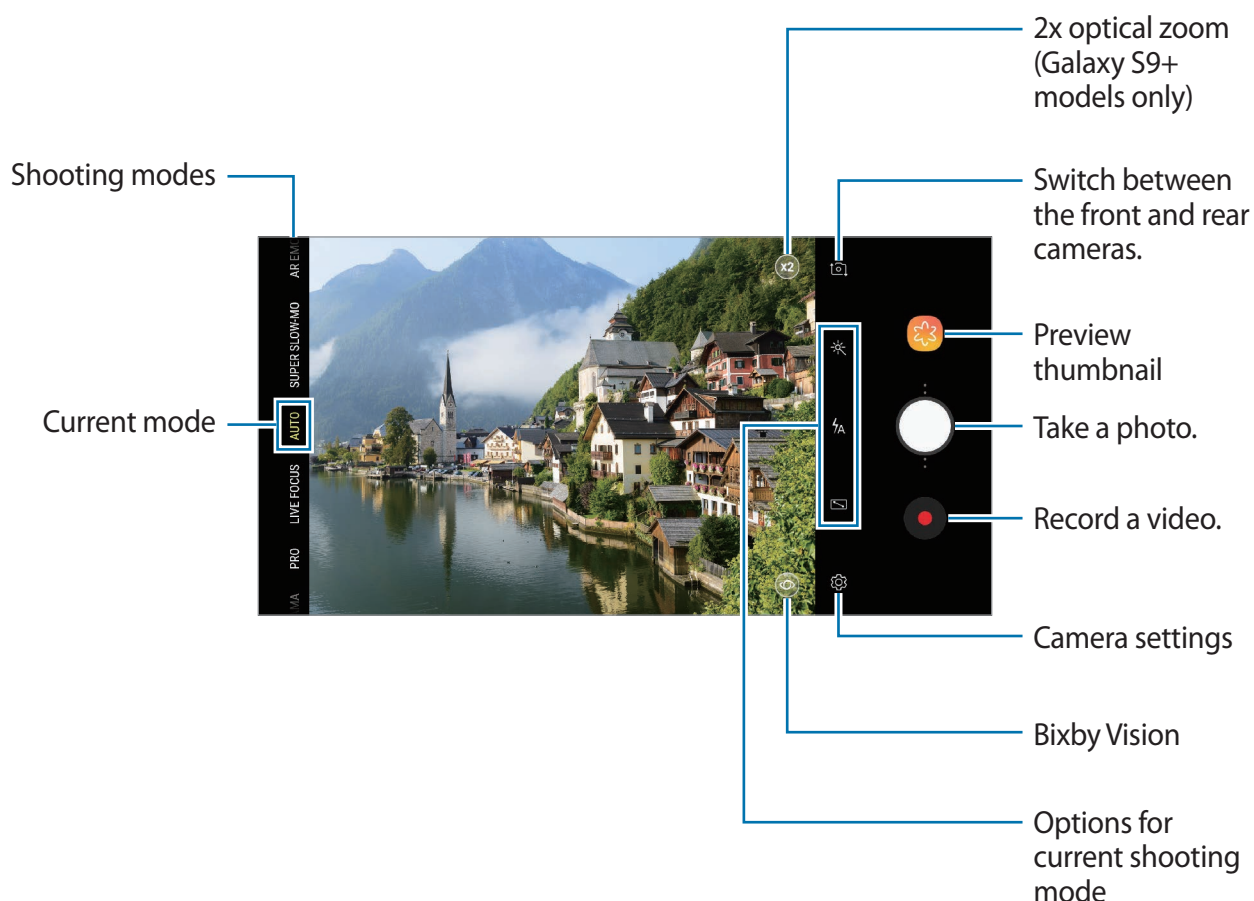 2x optical zoom
(Galaxy S9+
models only)
Shooting modes
Switch between
the front and rear
cameras.
AR EMO
x2
SUPER SLOW-MO
Preview
thumbnail
Current mode
AUTO
A
Take a photo.
LIVE FOCUS
Record a video.
PRO
MA
Camera settings
Bixby Vision
Options for
current shooting
mode